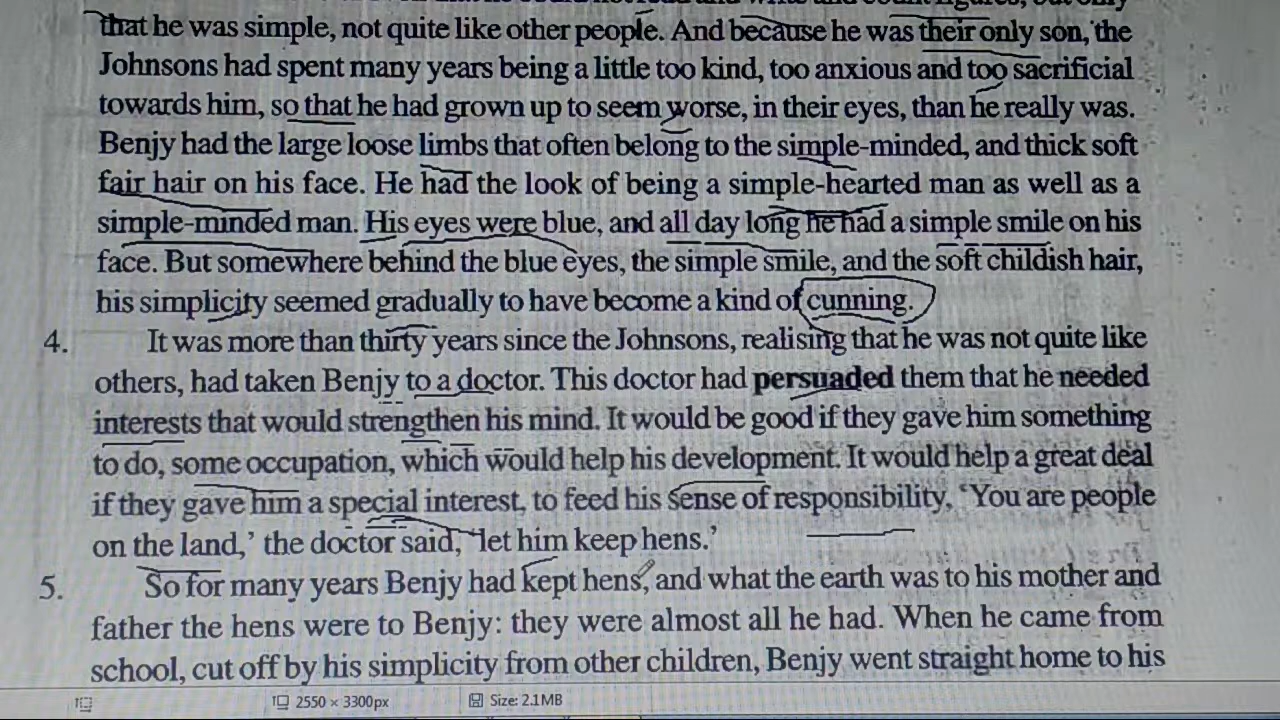 that he was simple, not quite like other people. And because he was their only son, the
Johnsons had spent many years being a little too kind, too anxious and too sacrificial
towards him, so that he had grown up to seem worse, in their eyes, than he really was.
Benjy had the large loose limbs that often belong to the simple-minded, and thick soft
fair hair on his face. He had the look of being a simple-hearted man as well as a
simple-minded man. His eyes were blue, and all day long he had a simple smile on his
face. But somewhere behind the blue eyes, the simple smile, and the soft childish hair,
his simplicity seemed gradually to have become a kind of cunning.
4. It was more than thirty years since the Johnsons, realising that he was not quite like
others, had taken Benjy to a doctor. This doctor had persuaded them that he needed
interests that would strengthen his mind. It would be good if they gave him something
to do, some occupation, which would help his development. It would help a great deal
if they gave him a special interest, to feed his sense of responsibility, ‘You are people
on the land,’ the doctor said, ‘let him keep hens.’
5. So for many years Benjy had kept hens, and what the earth was to his mother and
father the hens were to Benjy: they were almost all he had. When he came from
school, cut off by his simplicity from other children, Benjy went straight home to his
2550 × 3300px Size: 2.1MB